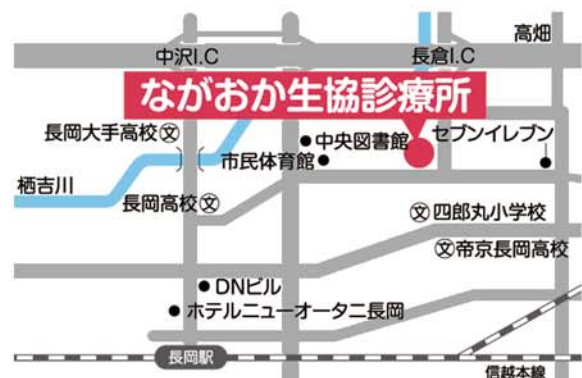 高畑
中沢I.C
長倉I.C
ながおか生協診療所
長岡大手高校文
中央図書館
セブンイレブン
市民体育館
栖吉川
長岡高校文
文四郎丸小学校
文帝京長岡高校
DNビル
ホテルニューオータニ長岡
長岡駅
信越本線